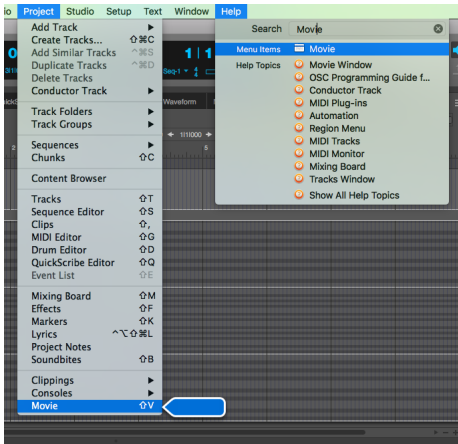 io Project Studio Setup Text Window Help
Add Track
Create Tracks... ⇧⌘C
Add Similar Tracks ^⌘S
Duplicate Tracks ^⌘D
Delete Tracks
Conductor Track
Track Folders
Track Groups
Sequences
Chunks ⇧C
Content Browser
Tracks ⇧T
Sequence Editor ⇧S
Clips ⇧,
MIDI Editor ⇧G
Drum Editor ⇧D
QuickScribe Editor ⇧Q
Event List ⇧E
Mixing Board ⇧M
Effects ⇧F
Markers ⇧K
Lyrics ^⌥⇧⌘L
Project Notes
Soundbites ⇧B
Clippings
Consoles
Movie ⇧V
Search Movie
Menu Items Movie
Help Topics Movie Window
OSC Programming Guide f...
Conductor Track
MIDI Plug-ins
Automation
Region Menu
MIDI Tracks
MIDI Monitor
Mixing Board
Tracks Window
Show All Help Topics
1|1
Seq-1
Waveform
5